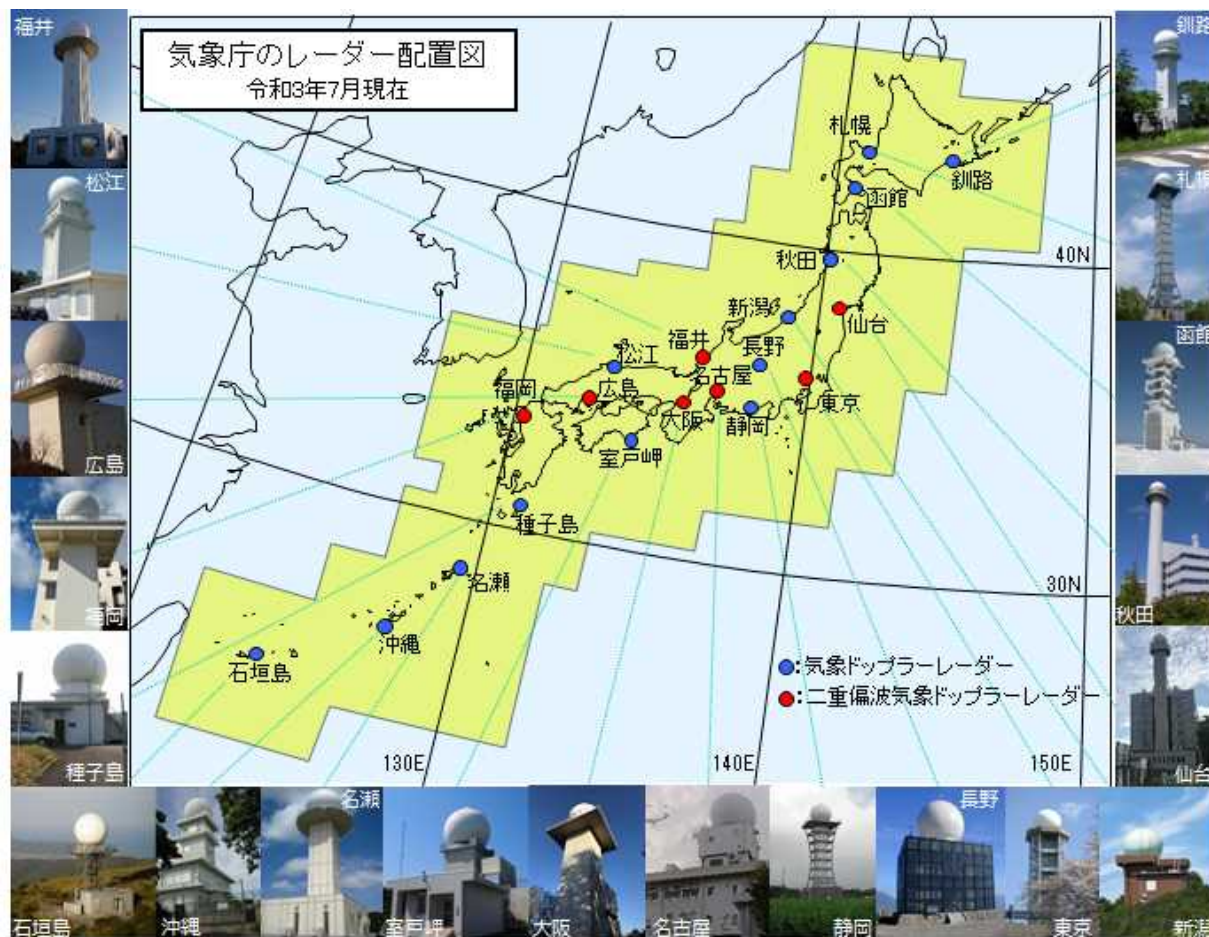 福井
気象庁のレーダー配置図
令和3年7月現在
釧路
札幌
釧路
函館
松江
札幌
秋田
40N
新潟
仙台
福井
長野
松江
名古屋
函館
福岡
広島
東京
大阪
静岡
室戸岬
広島
種子島
30N
名瀬
福岡
沖縄
秋田
石垣島
●:気象ドップラーレーダー
●:二重偏波気象ドップラーレーダー
130E
140E
150E
種子島
仙台
名瀬
長野
石垣島
沖縄
室戸岬
大阪
名古屋
静岡
東京
新潟